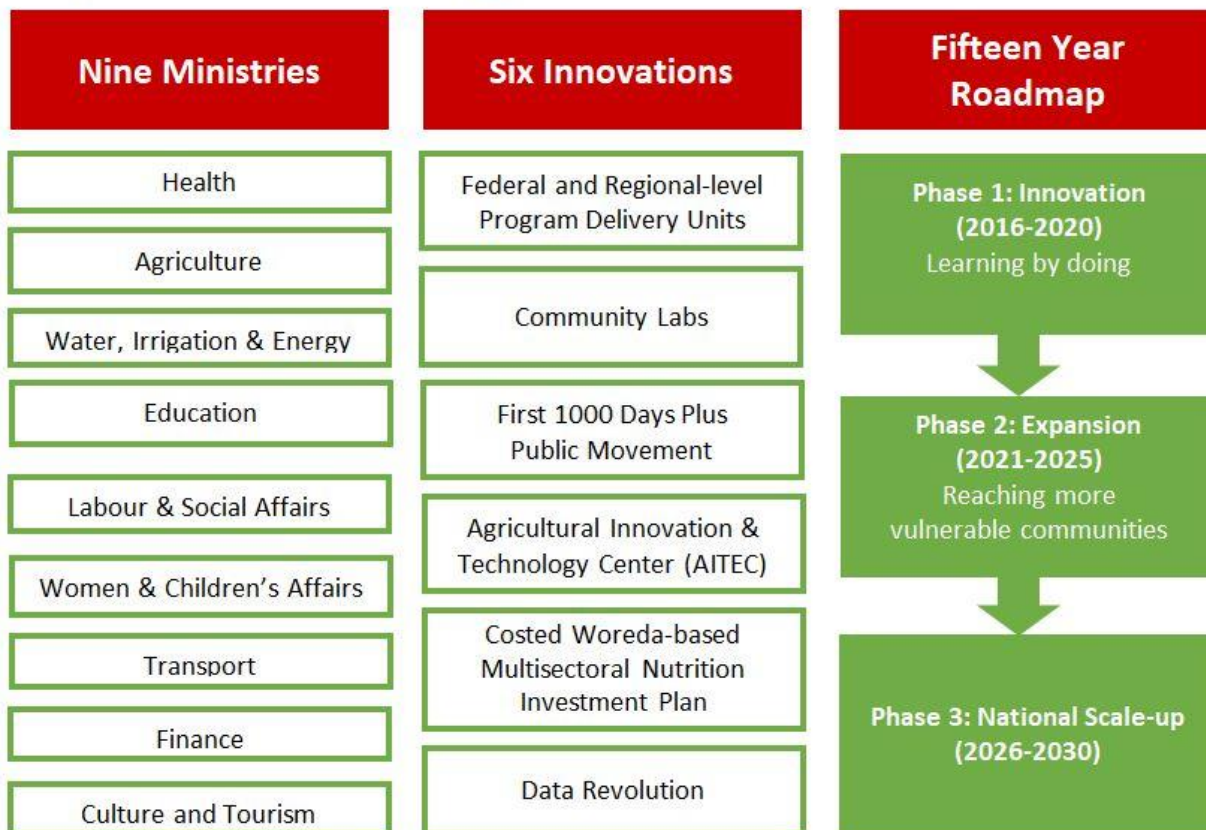 Nine Ministries
Health
Agriculture
Water, Irrigation & Energy
Education
Labour & Social Affairs
Women & Children's Affairs
Transport
Finance
Culture and Tourism
Six Innovations
Federal and Regional-level
Program Delivery Units
Community Labs
First 1000 Days Plus
Public Movement
Agricultural Innovation &
Technology Center (AITEC)
Costed Woreda-based
Multisectoral Nutrition
Investment Plan
Data Revolution
Fifteen Year
Roadmap
Phase 1: Innovation
(2016-2020)
Learning by doing
Phase 2: Expansion
(2021-2025)
Reaching more
vulnerable communities
Phase 3: National Scale-up
(2026-2030)